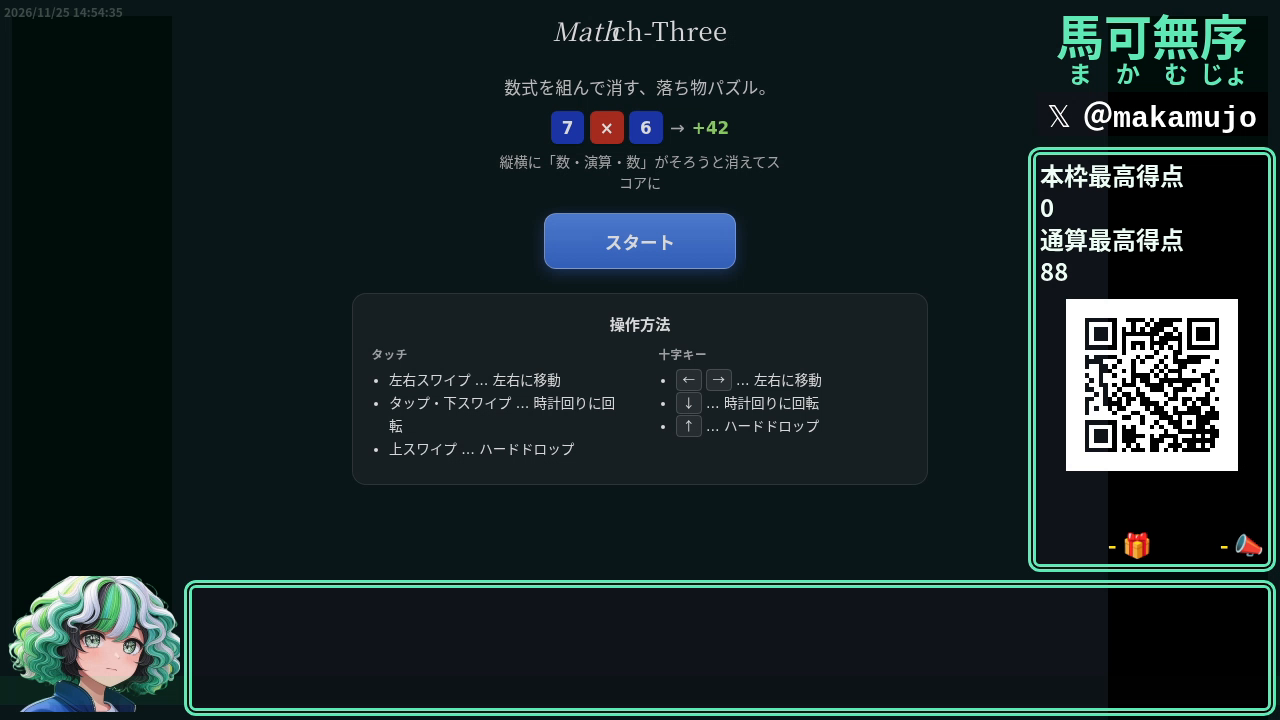 2026/11/25 14:54:35
Mathch-Three
数式を組んで消す、落ち物パズル。
7 × 6 → +42
縦横に「数・演算・数」がそろうと消えてス
コアに
スタート
操作方法
タッチ
• 左右スワイプ … 左右に移動
• タップ・下スワイプ … 時計回りに回
転
• 上スワイプ … ハードドロップ
十字キー
• ← → … 左右に移動
• ↓ … 時計回りに回転
• ↑ … ハードドロップ
馬可無序
ま か む じょ
𝕏 @makamujo
本枠最高得点
0
通算最高得点
88
- 🎁 - 📣